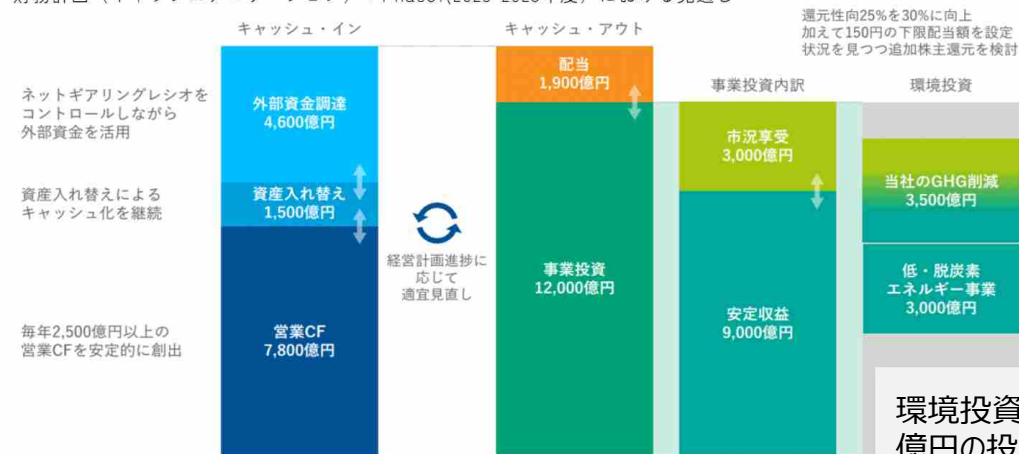 還元性向25%を30%に向上
加えて150円の下限配当額を設定
状況を見つつ追加株主還元を検討
キャッシュ・イン
キャッシュ・アウト
事業投資内訳
環境投資
ネットギアリングレシオを
コントロールしながら
外部資金を活用
外部資金調達
4,600億円
配当
1,900億円
市況享受
3,000億円
資産入れ替えによる
キャッシュ化を継続
資産入れ替え
1,500億円
経営計画進捗に
応じて
適宜見直し
事業投資
12,000億円
当社のGHG削減
3,500億円
低・脱炭素
エネルギー事業
3,000億円
毎年2,500億円以上の
営業CFを安定的に創出
営業CF
7,800億円
安定収益
9,000億円
環境投資
億円の投